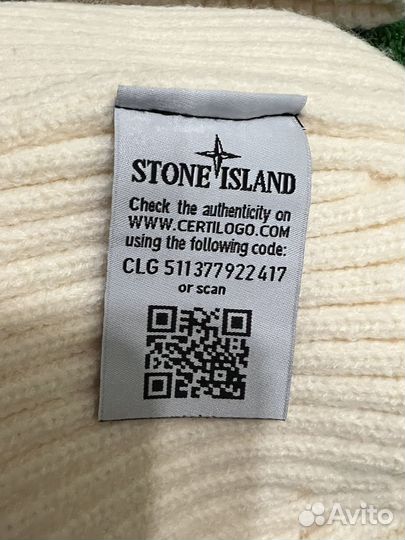 STONE ISLAND
Check the authenticity on
WWW.CERTILOGO.COM
using the following code:
CLG 511377922417
or scan
Avito